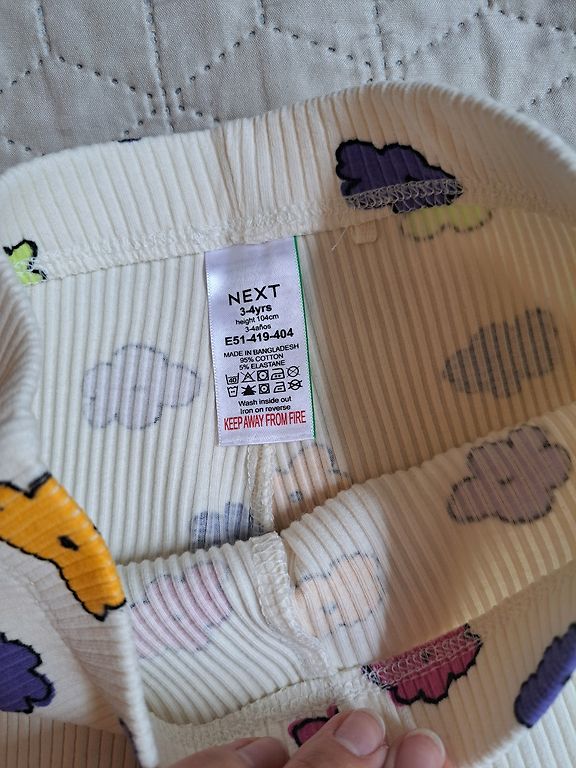 NEXT
3-4yrs
height 104cm
3-4años
E51-419-404
MADE IN BANGLADESH
95% COTTON
5% ELASTANE
40
Wash inside out
Iron on reverse
KEEP AWAY FROM FIRE